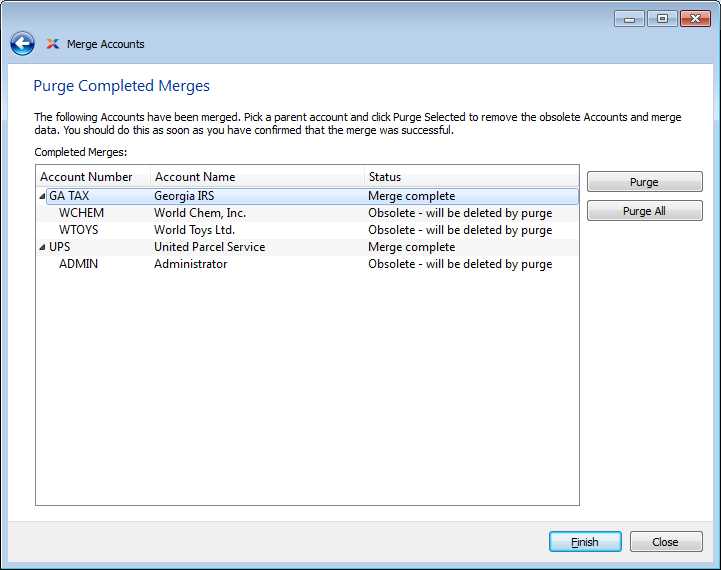 Merge Accounts
Purge Completed Merges
The following Accounts have been merged. Pick a parent account and click Purge Selected to remove the obsolete Accounts and merge
data. You should do this as soon as you have confirmed that the merge was successful.
Completed Merges:
Account Number Account Name Status
GA TAX Georgia IRS Merge complete
WCHEM World Chem, Inc. Obsolete - will be deleted by purge
WTOYS World Toys Ltd. Obsolete - will be deleted by purge
UPS United Parcel Service Merge complete
ADMIN Administrator Obsolete - will be deleted by purge
Purge
Purge All
Finish Close